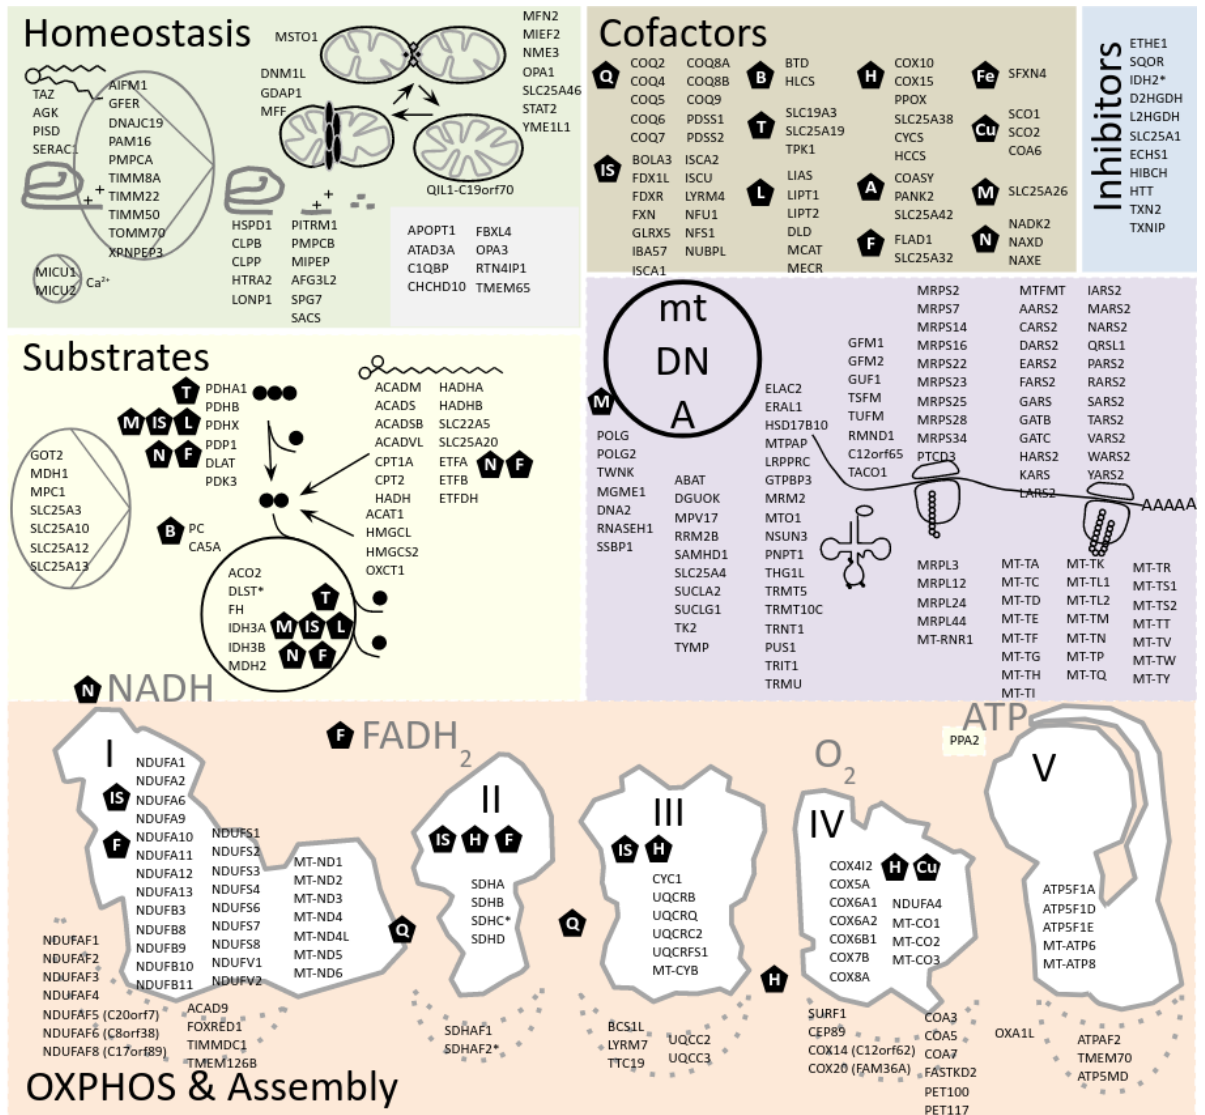 Homeostasis
MSTO1
MFN2
MIEF2
NME3
OPA1
SLC25A46
STAT2
YME1L1
DNM1L
GDAP1
MFF
TAZ
AGK
PISD
SERAC1
AIFM1
GFER
DNAJC19
PAM16
PMPCA
TIMM8A
TIMM22
TIMM50
TOMM70
XPNPEP3
QIL1-C19orf70
+
+
+
+
MICU1
MICU2
Ca²⁺
HSPD1
CLPB
CLPP
HTRA2
LONP1
PITRM1
PMPCB
MIPEP
AFG3L2
SPG7
SACS
APOPT1
ATAD3A
C1QBP
CHCHD10
FBXL4
OPA3
RTN4IP1
TMEM65
Cofactors
Q
COQ2
COQ4
COQ5
COQ6
COQ7
COQ8A
COQ8B
COQ9
PDSS1
PDSS2
IS
BOLA3
FDX1L
FDXR
FXN
GLRX5
IBA57
ISCA1
ISCA2
ISCU
LYRM4
NFU1
NFS1
NUBPL
B
BTD
HLCS
T
SLC19A3
SLC25A19
TPK1
L
LIAS
LIPT1
LIPT2
DLD
MCAT
MECR
H
COX10
COX15
PPOX
SLC25A38
CYCS
HCCS
A
COASY
PANK2
SLC25A42
F
FLAD1
SLC25A32
Fe
SFXN4
Cu
SCO1
SCO2
COA6
M
SLC25A26
N
NADK2
NAXD
NAXE
Inhibitors
ETHE1
SQOR
IDH2*
D2HGDH
L2HGDH
SLC25A1
ECHS1
HIBCH
HTT
TXN2
TXNIP
Substrates
T
M IS L
N F
PDHA1
PDHB
PDHX
PDP1
DLAT
PDK3
GOT2
MDH1
MPC1
SLC25A3
SLC25A10
SLC25A12
SLC25A13
B
PC
CA5A
ACADM
ACADS
ACADSB
ACADVL
CPT1A
CPT2
HADH
ACAT1
HMGCL
HMGCS2
OXCT1
HADHA
HADHB
SLC22A5
SLC25A20
ETFA
ETFB
ETFDH
N F
ACO2
DLST*
FH
IDH3A
IDH3B
MDH2
T
M IS L
N F
mt
DN
A
M
POLG
POLG2
TWNK
MGME1
DNA2
RNASEH1
SSBP1
ABAT
DGUOK
MPV17
RRM2B
SAMHD1
SLC25A4
SUCLA2
SUCLG1
TK2
TYMP
ELAC2
ERAL1
HSD17B10
MTPAP
LRPPRC
GTPBP3
MRM2
MTO1
NSUN3
PNPT1
THG1L
TRMT5
TRMT10C
TRNT1
PUS1
TRIT1
TRMU
GFM1
GFM2
GUF1
TSFM
TUFM
RMND1
C12orf65
TACO1
MRPS2
MRPS7
MRPS14
MRPS16
MRPS22
MRPS23
MRPS25
MRPS28
MRPS34
PTCD3
MTFMT
AARS2
CARS2
DARS2
EARS2
FARS2
GARS
GATB
GATC
HARS2
KARS
LARS2
IARS2
MARS2
NARS2
QRSL1
PARS2
RARS2
SARS2
TARS2
VARS2
WARS2
YARS2
AAAAA
MRPL3
MRPL12
MRPL24
MRPL44
MT-RNR1
MT-TA
MT-TC
MT-TD
MT-TE
MT-TF
MT-TG
MT-TH
MT-TI
MT-TK
MT-TL1
MT-TL2
MT-TM
MT-TN
MT-TP
MT-TQ
MT-TR
MT-TS1
MT-TS2
MT-TT
MT-TV
MT-TW
MT-TY
N NADH
F FADH2
O2
ATP
PPA2
I
IS
F
NDUFA1
NDUFA2
NDUFA6
NDUFA9
NDUFA10
NDUFA11
NDUFA12
NDUFA13
NDUFB3
NDUFB8
NDUFB9
NDUFB10
NDUFB11
NDUFS1
NDUFS2
NDUFS3
NDUFS4
NDUFS6
NDUFS7
NDUFS8
NDUFV1
NDUFV2
MT-ND1
MT-ND2
MT-ND3
MT-ND4
MT-ND4L
MT-ND5
MT-ND6
NDUFAF1
NDUFAF2
NDUFAF3
NDUFAF4
NDUFAF5 (C20orf7)
NDUFAF6 (C8orf38)
NDUFAF8 (C17orf89)
ACAD9
FOXRED1
TIMMDC1
TMEM126B
Q
II
IS H F
SDHA
SDHB
SDHC*
SDHD
SDHAF1
SDHAF2*
Q
III
IS H
CYC1
UQCRB
UQCRQ
UQCRC2
UQCRFS1
MT-CYB
BCS1L
LYRM7
TTC19
UQCC2
UQCC3
H
IV
H Cu
COX4I2
COX5A
COX6A1
COX6A2
COX6B1
COX7B
COX8A
NDUFA4
MT-CO1
MT-CO2
MT-CO3
SURF1
CEP89
COX14 (C12orf62)
COX20 (FAM36A)
COA3
COA5
COA7
FASTKD2
PET100
PET117
V
ATP5F1A
ATP5F1D
ATP5F1E
MT-ATP6
MT-ATP8
OXA1L
ATPAF2
TMEM70
ATP5MD
OXPHOS & Assembly